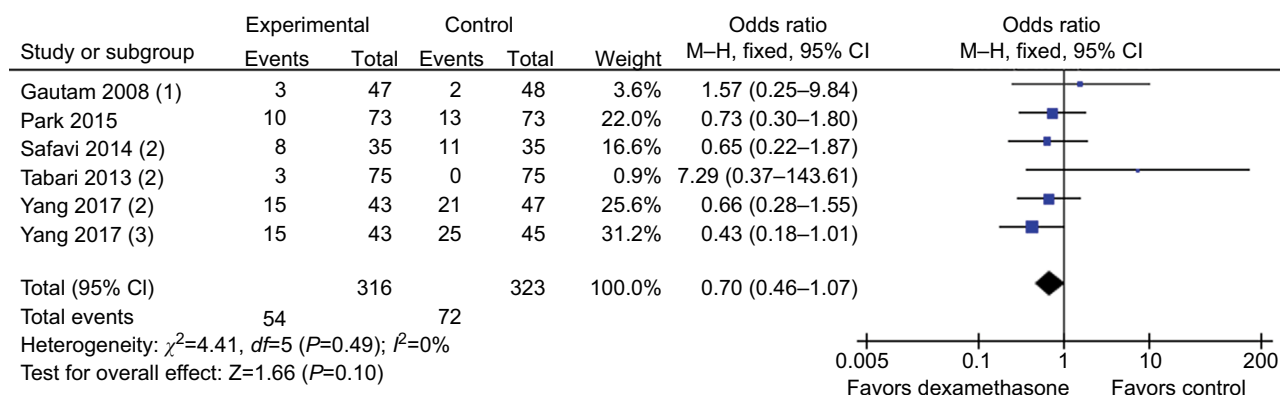 Experimental Control Odds ratio Odds ratio
Study or subgroup Events Total Events Total Weight M–H, fixed, 95% CI M–H, fixed, 95% CI
Gautam 2008 (1) 3 47 2 48 3.6% 1.57 (0.25–9.84)
Park 2015 10 73 13 73 22.0% 0.73 (0.30–1.80)
Safavi 2014 (2) 8 35 11 35 16.6% 0.65 (0.22–1.87)
Tabari 2013 (2) 3 75 0 75 0.9% 7.29 (0.37–143.61)
Yang 2017 (2) 15 43 21 47 25.6% 0.66 (0.28–1.55)
Yang 2017 (3) 15 43 25 45 31.2% 0.43 (0.18–1.01)
Total (95% CI) 316 323 100.0% 0.70 (0.46–1.07)
Total events 54 72
Heterogeneity: χ²=4.41, df=5 (P=0.49); I²=0%
Test for overall effect: Z=1.66 (P=0.10)
0.005 0.1 1 10 200
Favors dexamethasone Favors control